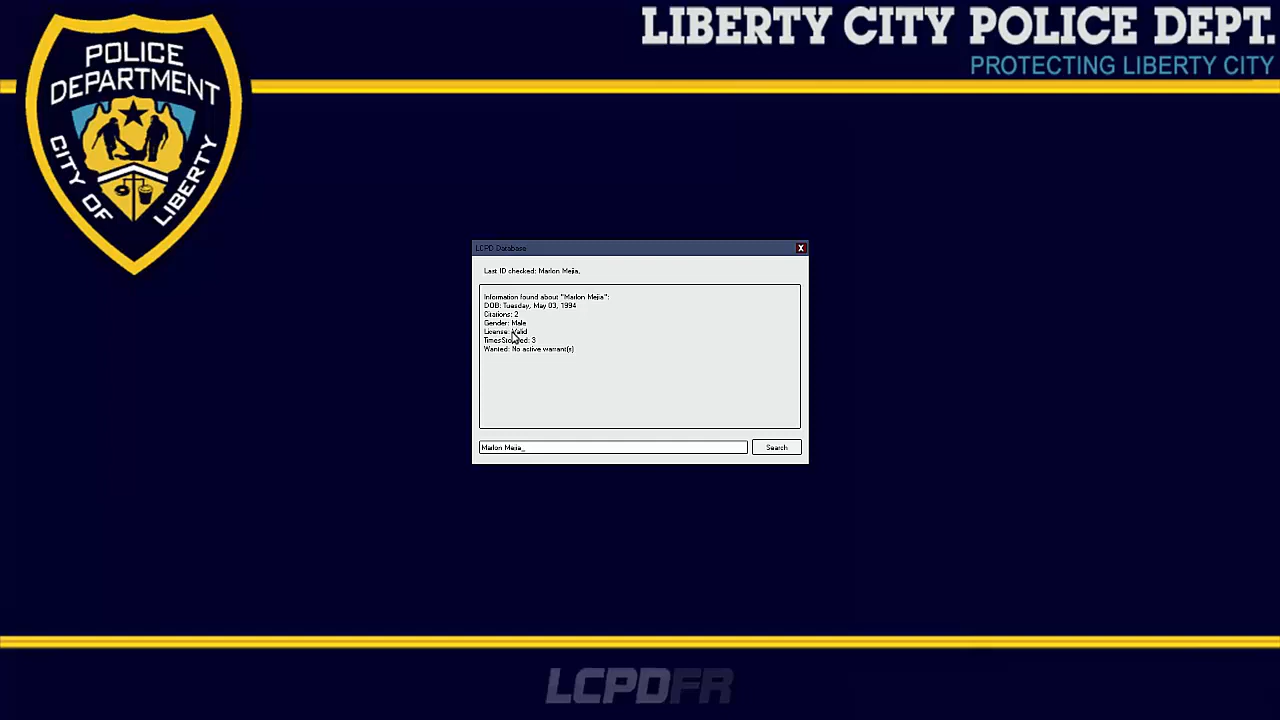 POLICE
DEPARTMENT
CITY OF LIBERTY
LIBERTY CITY POLICE DEPT.
PROTECTING LIBERTY CITY
LCPD Database
X
Last ID checked: Marlon Mejia,
Information found about "Marlon Mejia":
DOB: Tuesday, May 03, 1994
Citations: 2
Gender: Male
License: Valid
TimesStopped: 3
Wanted: No active warrant(s)
Marlon Mejia_
Search
LCPDFR